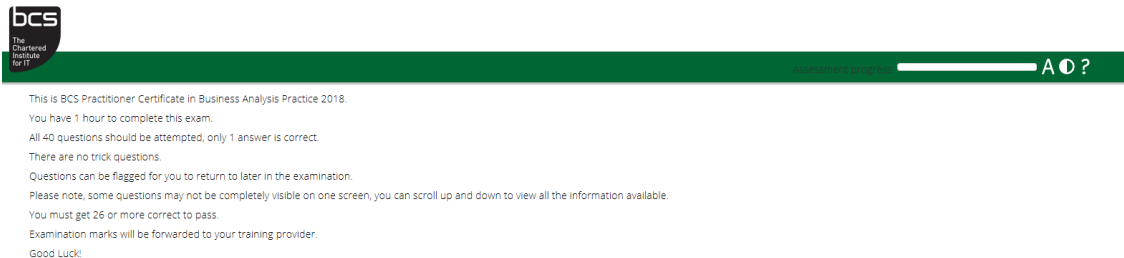 bcs
The
Chartered
Institute
for IT
Assessment progress: A ?
This is BCS Practitioner Certificate in Business Analysis Practice 2018.
You have 1 hour to complete this exam.
All 40 questions should be attempted, only 1 answer is correct.
There are no trick questions.
Questions can be flagged for you to return to later in the examination.
Please note, some questions may not be completely visible on one screen, you can scroll up and down to view all the information available.
You must get 26 or more correct to pass.
Examination marks will be forwarded to your training provider.
Good Luck!